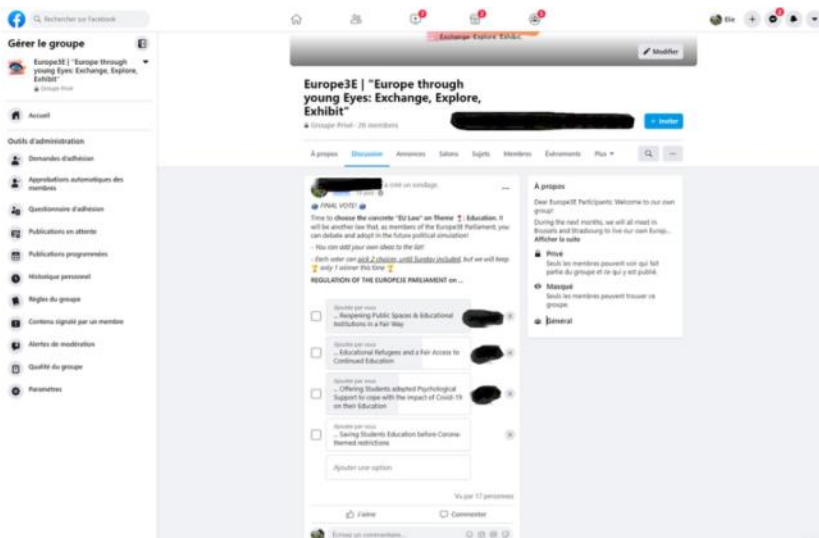 Rechercher sur Facebook
Elie
Gérer le groupe
Europe3E | "Europe through
young Eyes: Exchange, Explore,
Exhibit"
Groupe Privé
Accueil
Outils d'administration
Demandes d'adhésion
Approbations automatiques des
membres
Questionnaire d'adhésion
Publications en attente
Publications programmées
Historique personnel
Règles du groupe
Contenu signalé par un membre
Alertes de modération
Qualité du groupe
Paramètres
Exchange. Explore. Exhibit.
Modifier
Europe3E | "Europe through
young Eyes: Exchange, Explore,
Exhibit"
Groupe Privé · 26 membres
+ Inviter
À propos
Discussion
Annonces
Salons
Sujets
Membres
Évènements
Plus
a créé un sondage.
FINAL VOTE!
Time to choose the concrete "EU Law" on Theme : Education. It
will be another law that, as members of the Europe3E Parliament, you
can debate and adopt in the future political simulation!
- You can add your own ideas to the list!
- Each voter can pick 2 choices, until Sunday included, but we will keep
only 1 winner this time
REGULATION OF THE EUROPE3E PARLIAMENT on ...
Ajoutée par vous
... Reopening Public Spaces & Educational
Institutions in a Fair Way
Ajoutée par vous
... Educational Refugees and a Fair Access to
Continued Education
Ajoutée par vous
... Offering Students adapted Psychological
Support to cope with the impact of Covid-19
on their Education
Ajoutée par vous
... Saving Students Education before Corona-
themed restrictions
Ajouter une option
Vu par 17 personnes
J'aime
Commenter
Écrivez un commentaire...
À propos
Dear Europe3E Participants: Welcome to our own
group!
During the next months, we will all meet in
Brussels and Strasbourg to live our own Europ...
Afficher la suite
Privé
Seuls les membres peuvent voir qui fait
partie du groupe et ce qui y est publié.
Masqué
Seuls les membres peuvent trouver ce
groupe.
Général